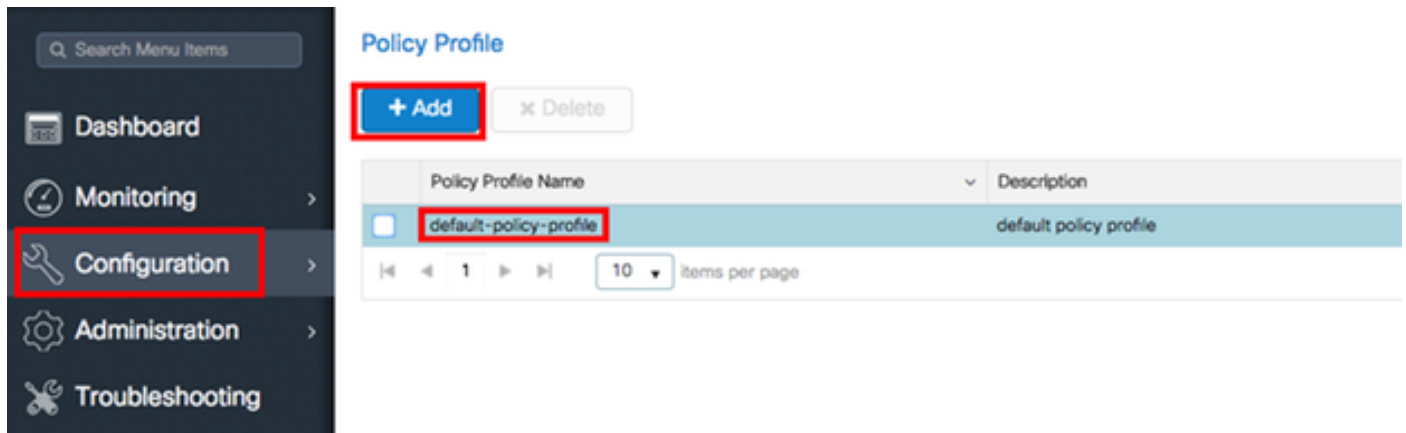 Search Menu Items
Dashboard
Monitoring
Configuration
Administration
Troubleshooting
Policy Profile
+ Add
× Delete
Policy Profile Name
Description
default-policy-profile
default policy profile
1
10
items per page